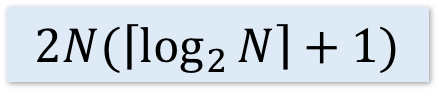 2N(⌈log₂ N⌉ + 1)